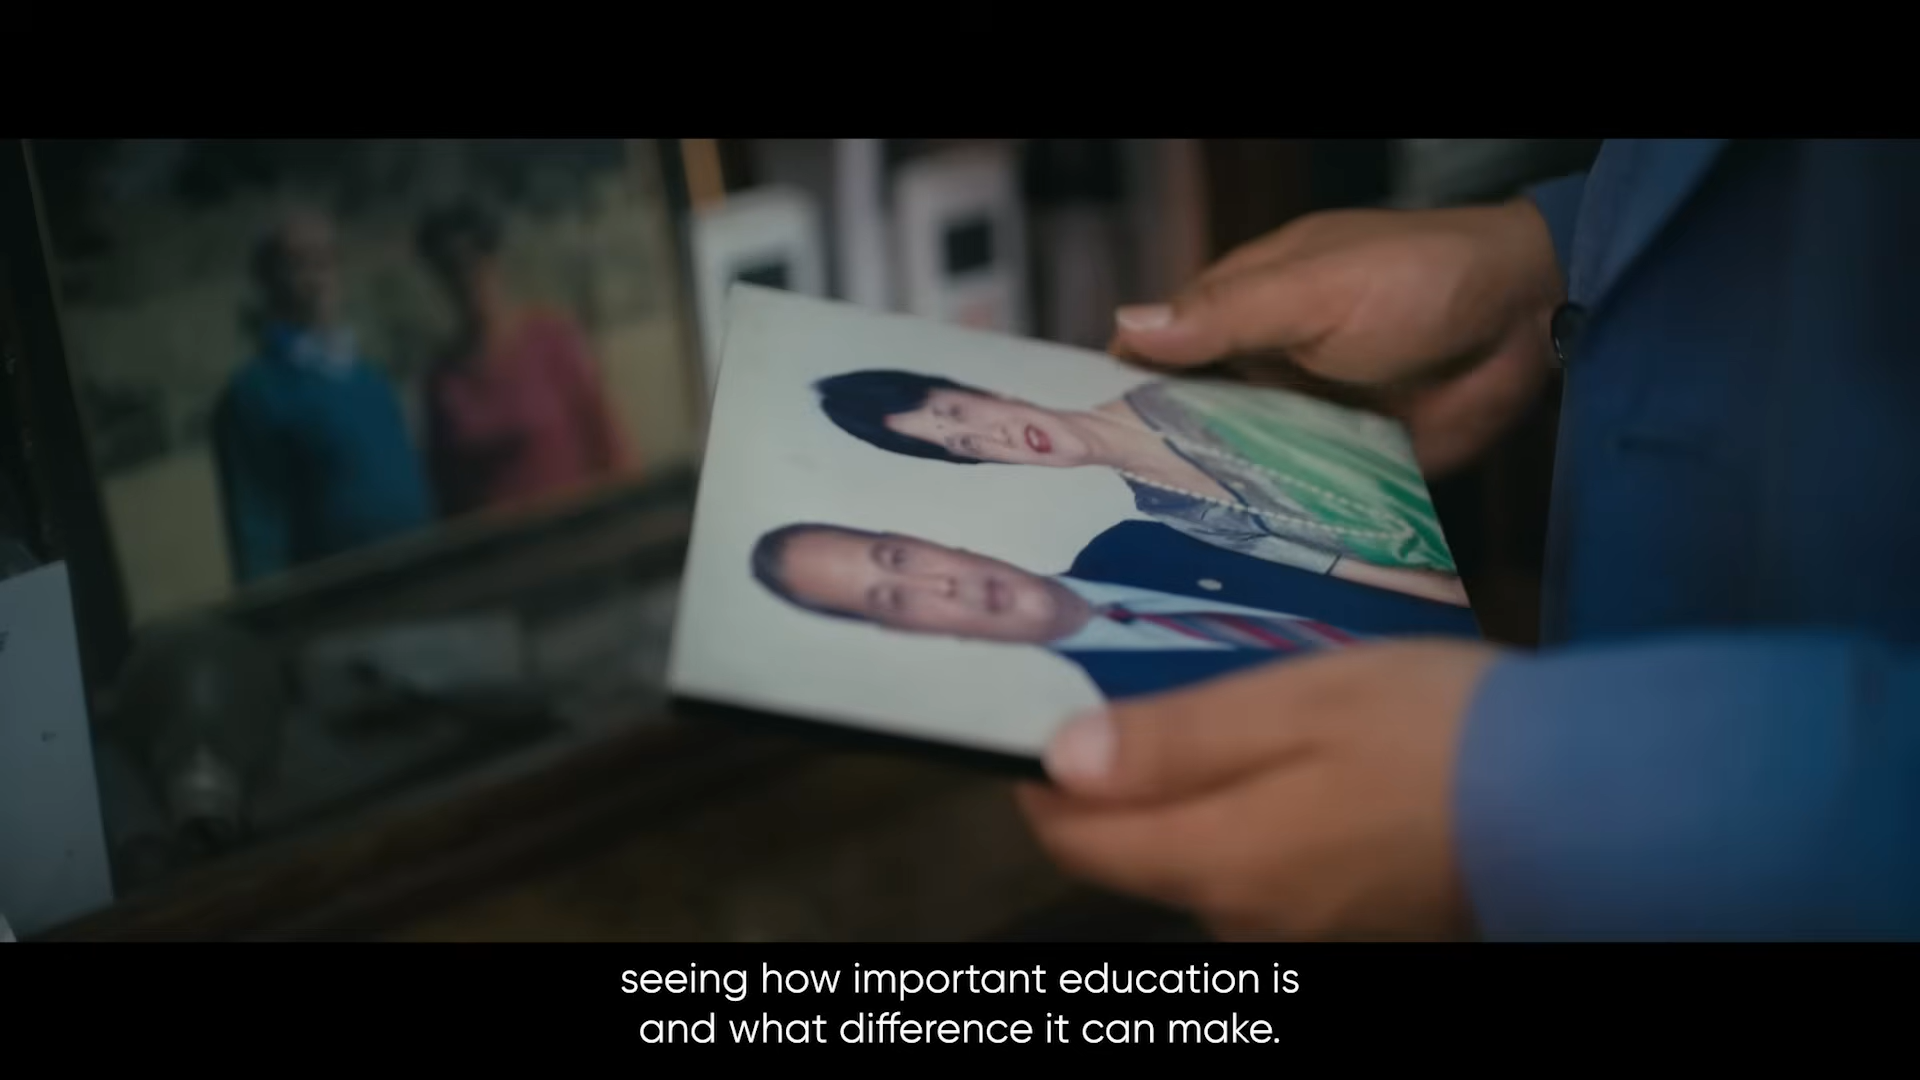 seeing how important education is
and what difference it can make.